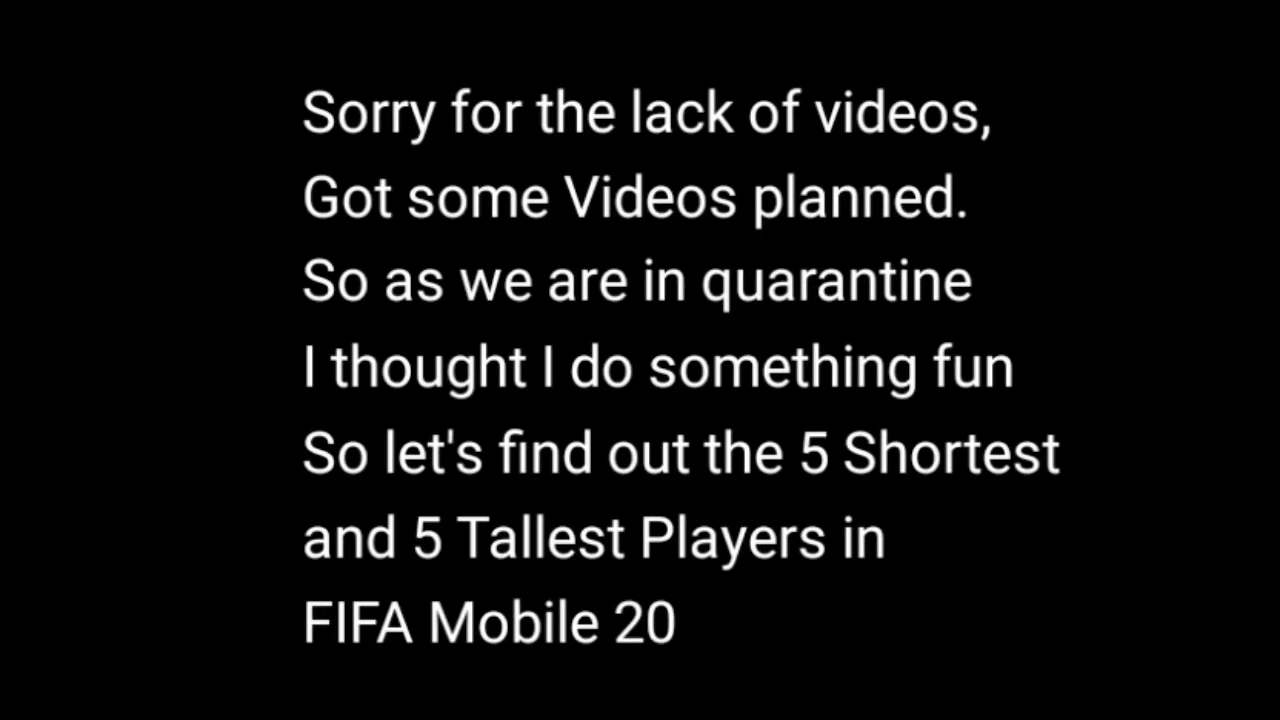 Sorry for the lack of videos,
Got some Videos planned.
So as we are in quarantine
I thought I do something fun
So let's find out the 5 Shortest
and 5 Tallest Players in
FIFA Mobile 20